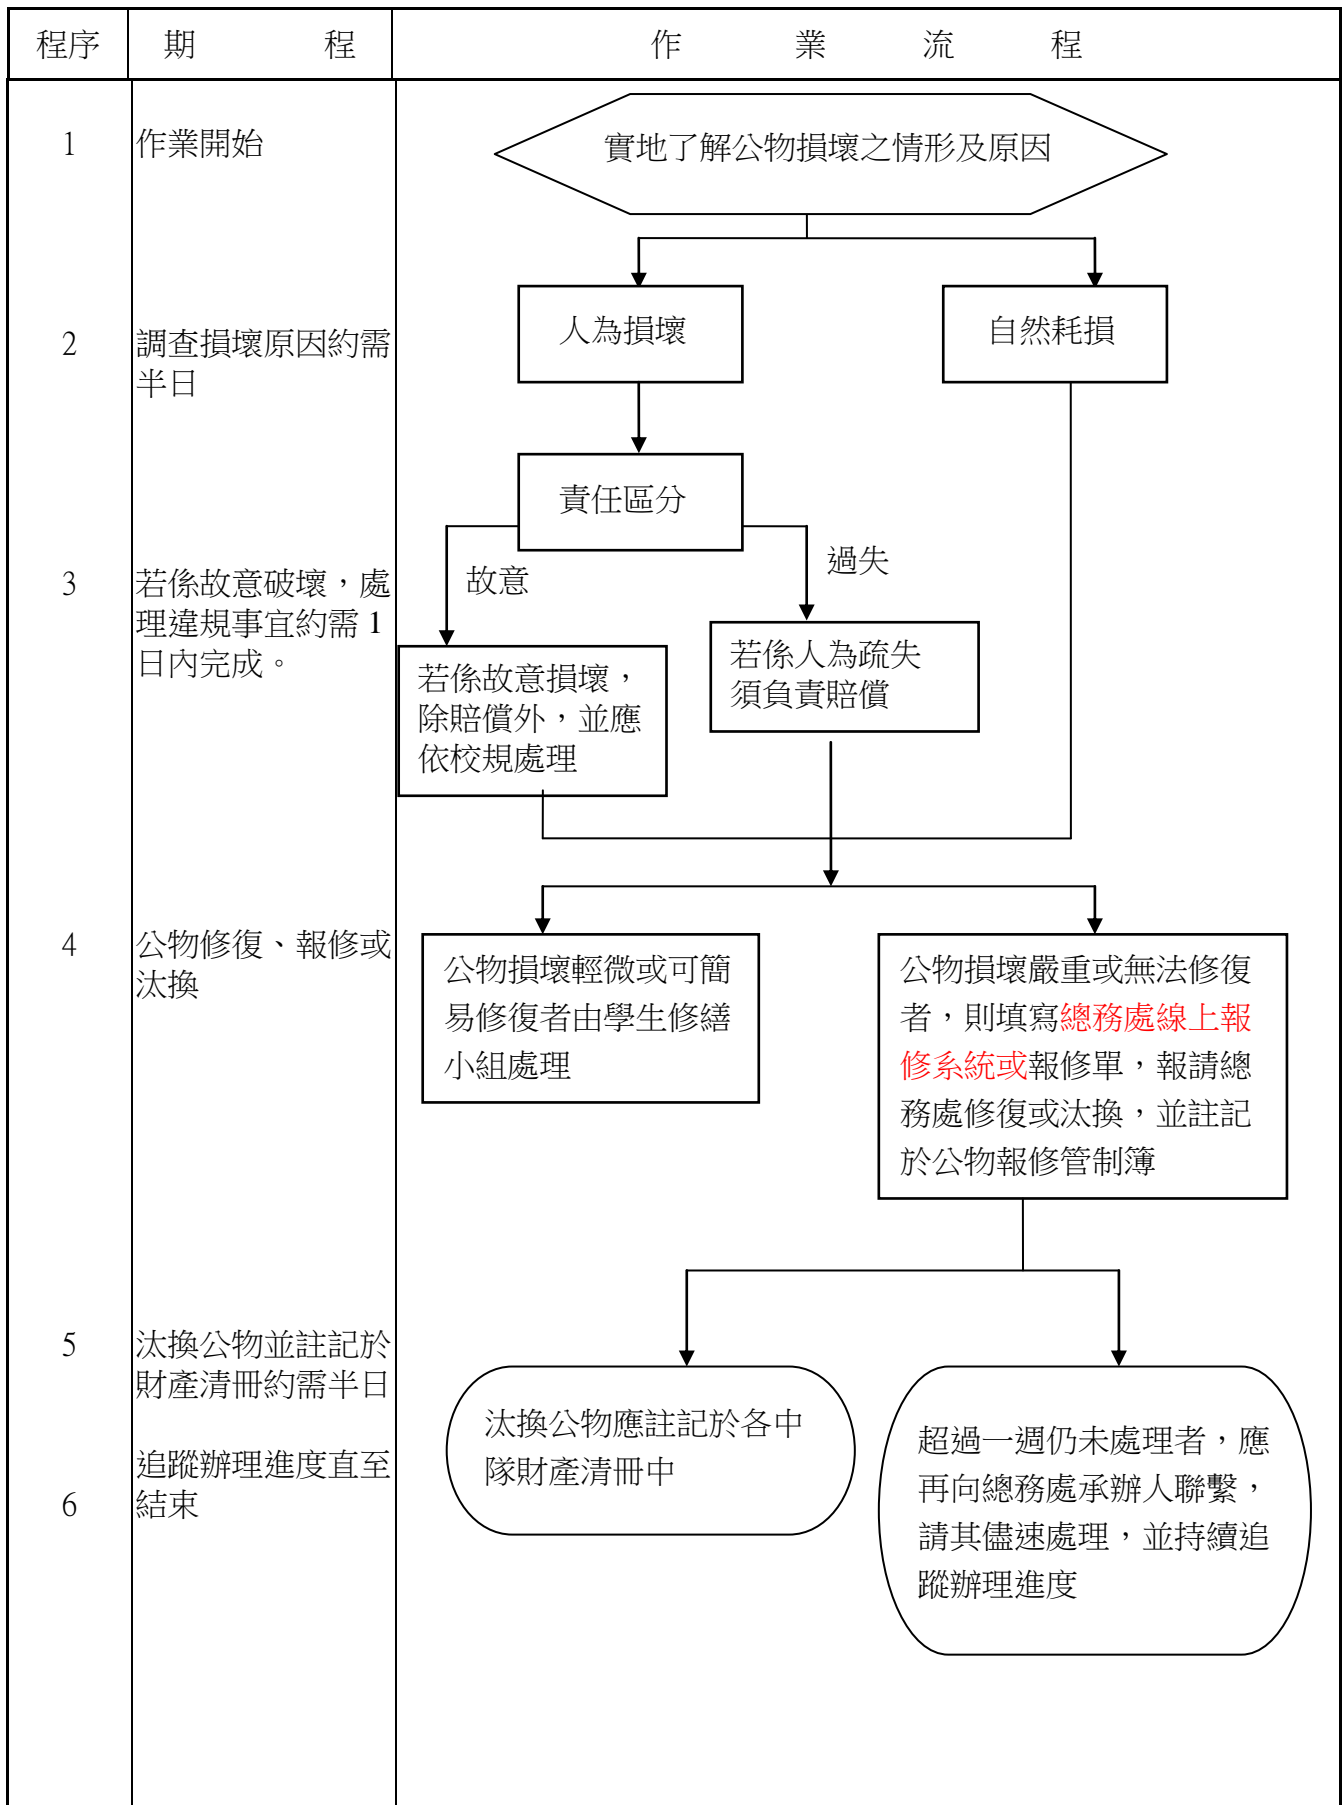 程序 期 程 作 業 流 程
1 作業開始
實地了解公物損壞之情形及原因
2 調查損壞原因約需
半日
人為損壞
自然耗損
責任區分
故意
過失
3 若係故意破壞，處
理違規事宜約需 1
日內完成。
若係故意損壞，
除賠償外，並應
依校規處理
若係人為疏失
須負責賠償
4 公物修復、報修或
汰換
公物損壞輕微或可簡
易修復者由學生修繕
小組處理
公物損壞嚴重或無法修復
者，則填寫總務處線上報
修系統或報修單，報請總
務處修復或汰換，並註記
於公物報修管制簿
5 汰換公物並註記於
財產清冊約需半日
汰換公物應註記於各中
隊財產清冊中
追蹤辦理進度直至
6 結束
超過一週仍未處理者，應
再向總務處承辦人聯繫，
請其儘速處理，並持續追
蹤辦理進度